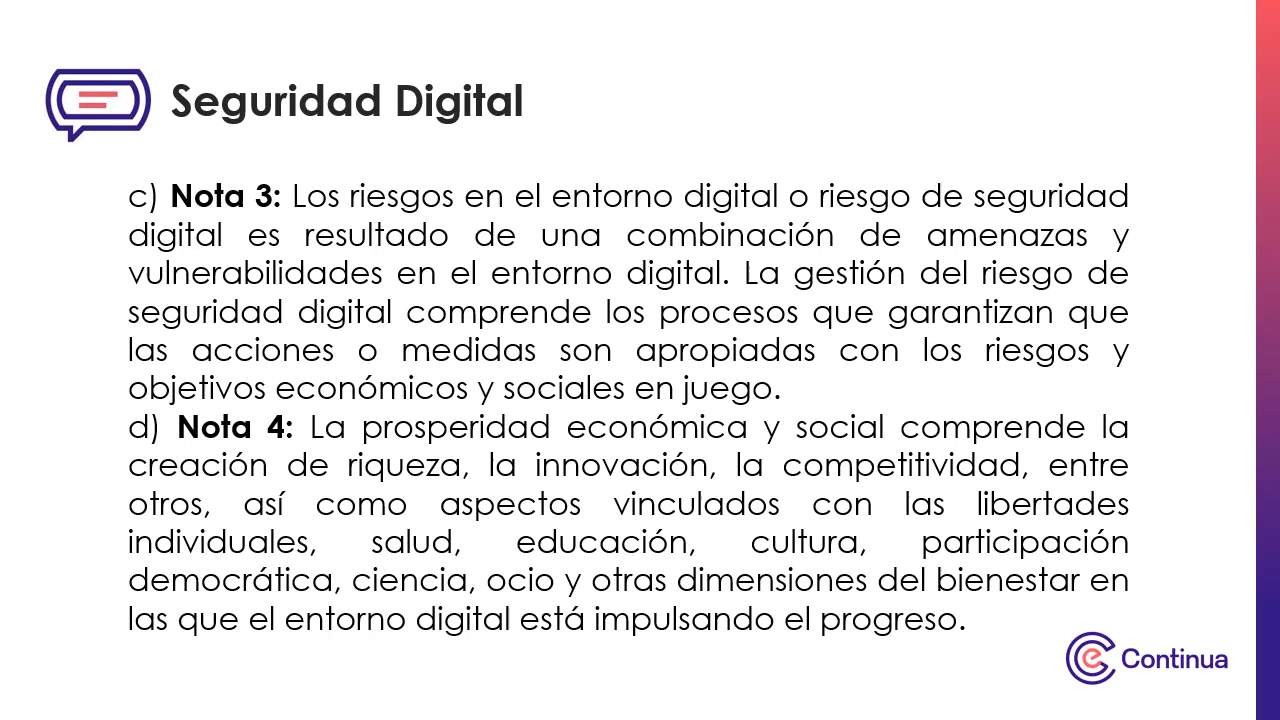 Seguridad Digital
c) Nota 3: Los riesgos en el entorno digital o riesgo de seguridad
digital es resultado de una combinación de amenazas y
vulnerabilidades en el entorno digital. La gestión del riesgo de
seguridad digital comprende los procesos que garantizan que
las acciones o medidas son apropiadas con los riesgos y
objetivos económicos y sociales en juego.
d) Nota 4: La prosperidad económica y social comprende la
creación de riqueza, la innovación, la competitividad, entre
otros, así como aspectos vinculados con las libertades
individuales, salud, educación, cultura, participación
democrática, ciencia, ocio y otras dimensiones del bienestar en
las que el entorno digital está impulsando el progreso.
Continua